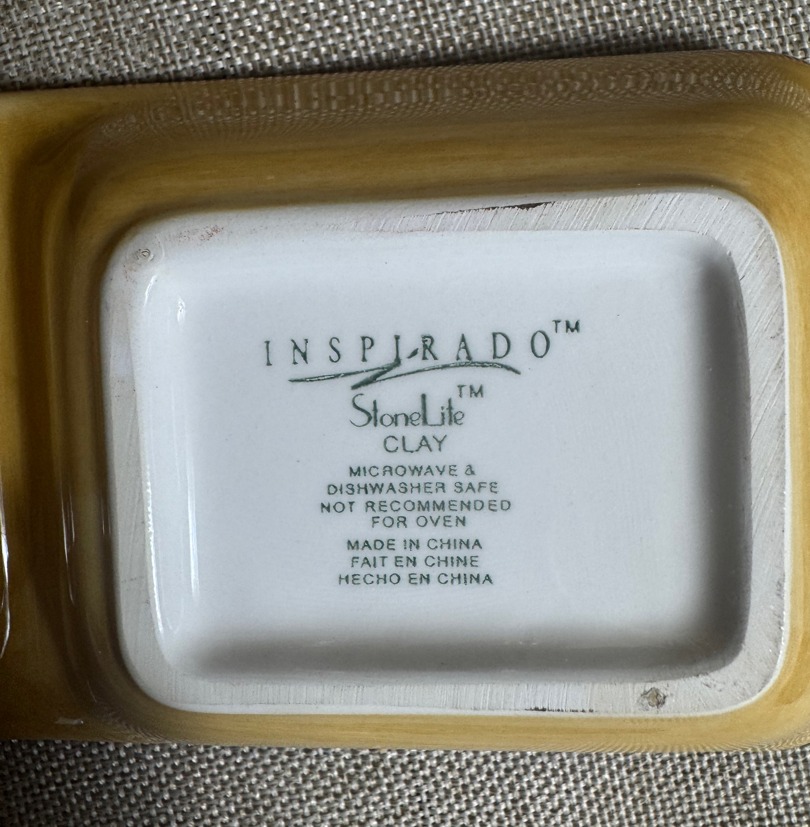 INSPIRADO™
StoneLite™
CLAY
MICROWAVE &
DISHWASHER SAFE
NOT RECOMMENDED
FOR OVEN
MADE IN CHINA
FAIT EN CHINE
HECHO EN CHINA